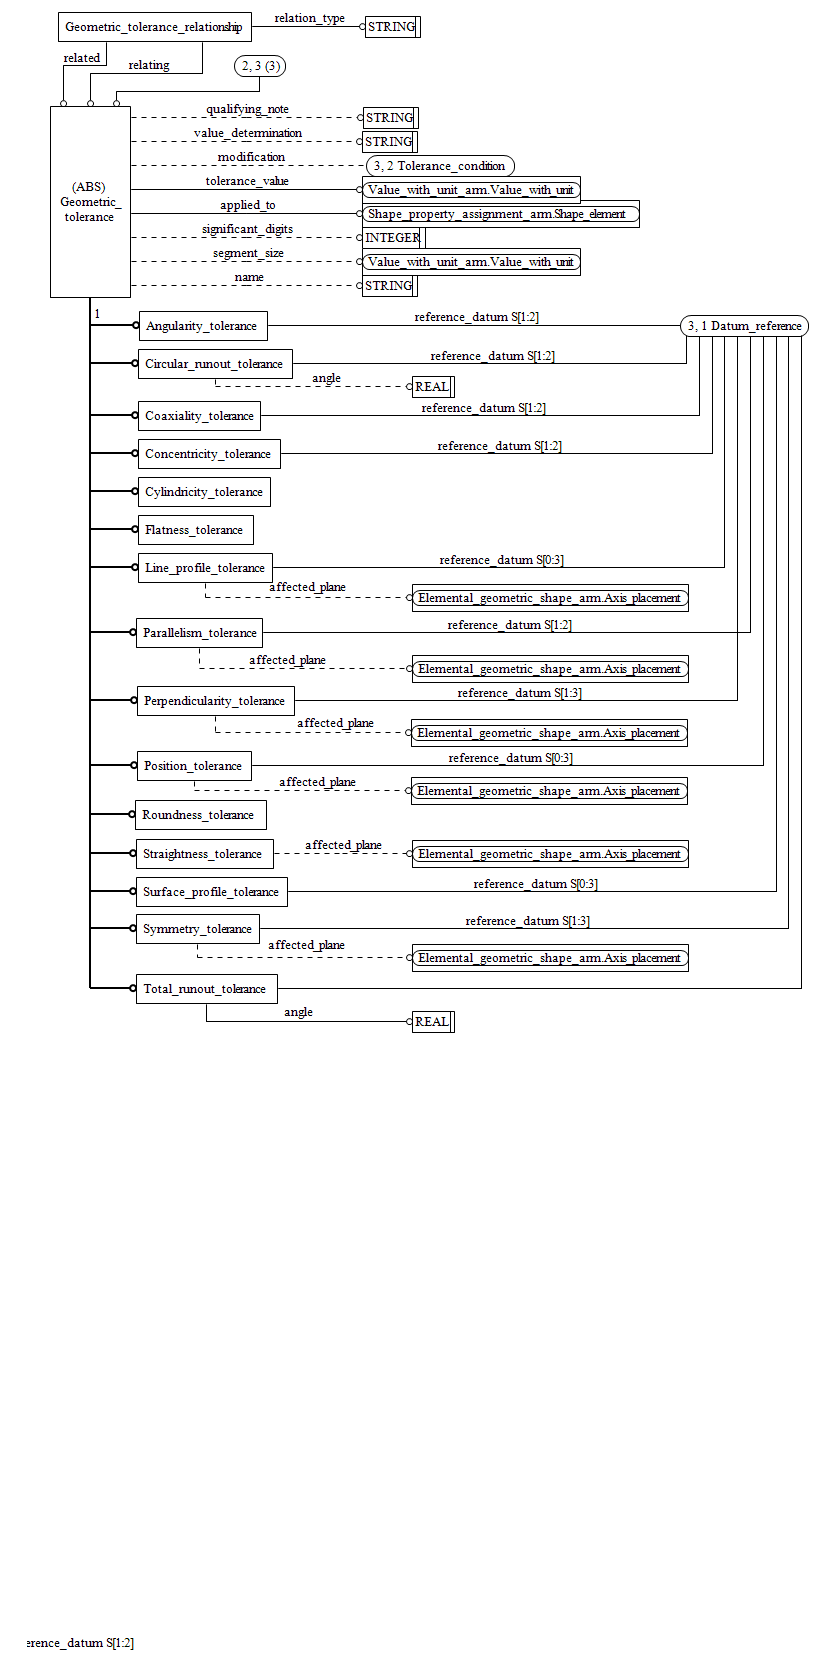 Geometric_tolerance_relationship
relation_type
STRING
related
relating
2, 3 (3)
(ABS)
Geometric_
tolerance
qualifying_note
STRING
value_determination
STRING
modification
3, 2 Tolerance_condition
tolerance_value
Value_with_unit_arm.Value_with_unit
applied_to
Shape_property_assignment_arm.Shape_element
significant_digits
INTEGER
segment_size
Value_with_unit_arm.Value_with_unit
name
STRING
1
Angularity_tolerance
reference_datum S[1:2]
3, 1 Datum_reference
Circular_runout_tolerance
reference_datum S[1:2]
angle
REAL
Coaxiality_tolerance
reference_datum S[1:2]
Concentricity_tolerance
reference_datum S[1:2]
Cylindricity_tolerance
Flatness_tolerance
Line_profile_tolerance
reference_datum S[0:3]
affected_plane
Elemental_geometric_shape_arm.Axis_placement
Parallelism_tolerance
reference_datum S[1:2]
affected_plane
Elemental_geometric_shape_arm.Axis_placement
Perpendicularity_tolerance
reference_datum S[1:3]
affected_plane
Elemental_geometric_shape_arm.Axis_placement
Position_tolerance
reference_datum S[0:3]
affected_plane
Elemental_geometric_shape_arm.Axis_placement
Roundness_tolerance
Straightness_tolerance
affected_plane
Elemental_geometric_shape_arm.Axis_placement
Surface_profile_tolerance
reference_datum S[0:3]
Symmetry_tolerance
reference_datum S[1:3]
affected_plane
Elemental_geometric_shape_arm.Axis_placement
Total_runout_tolerance
angle
REAL
erence_datum S[1:2]